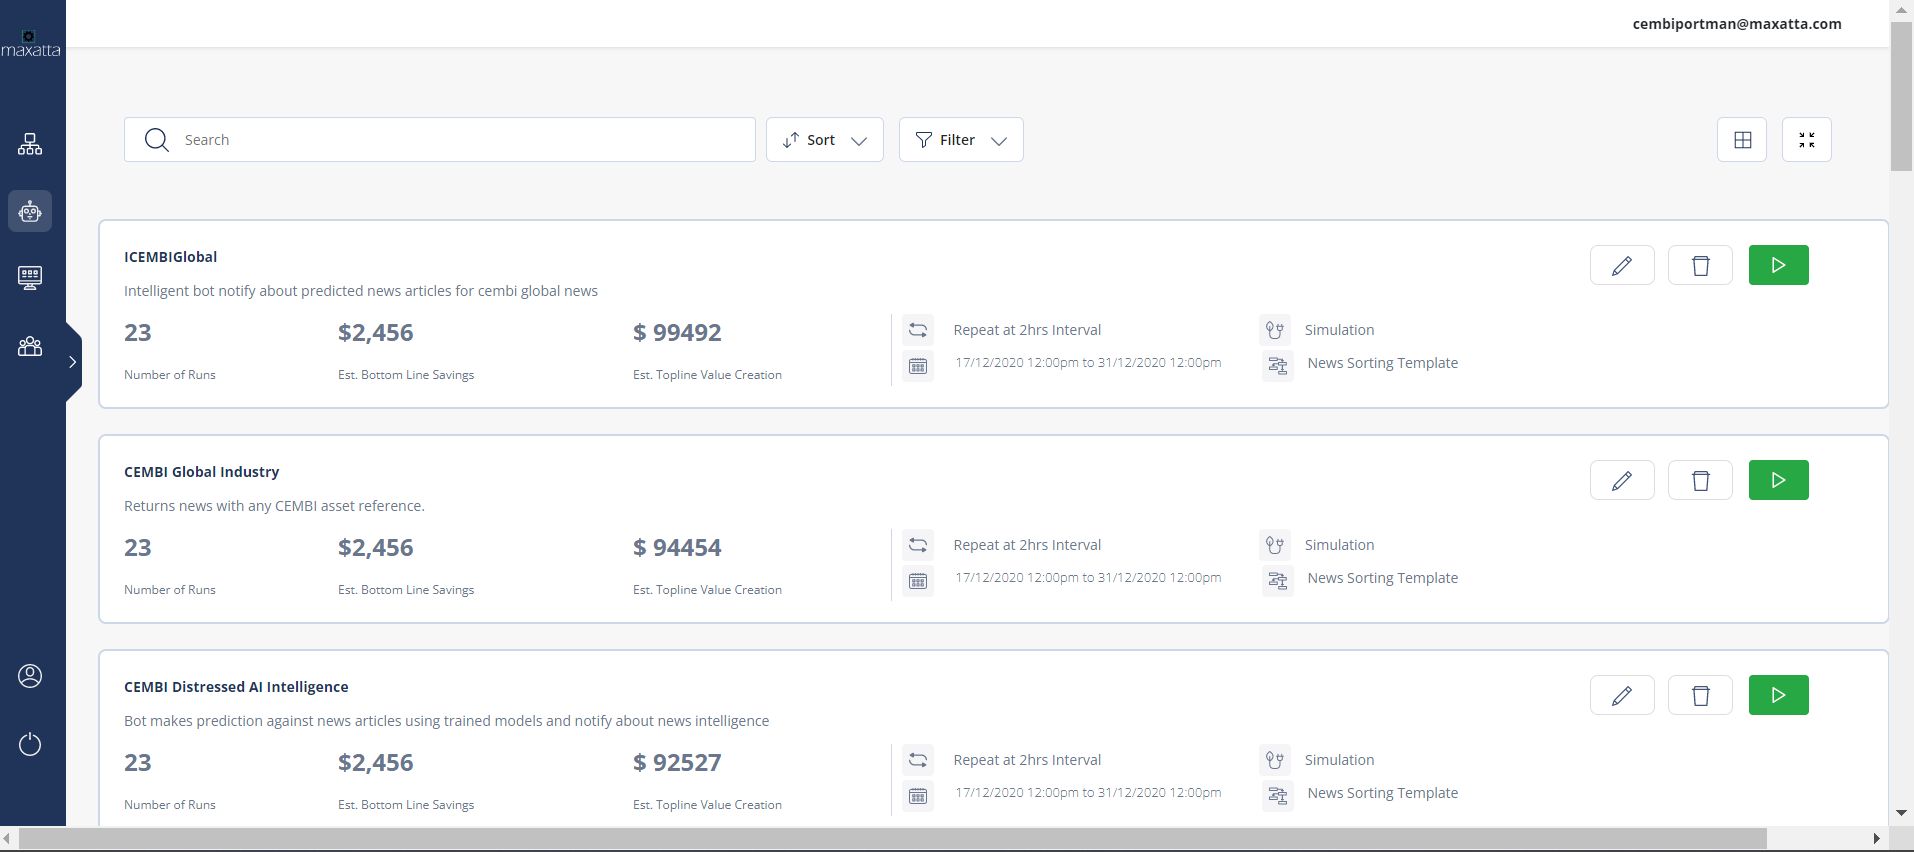 maxatta
cembiportman@maxatta.com
Search
Sort
Filter
ICEMBIGlobal
Intelligent bot notify about predicted news articles for cembi global news
23
$2,456
$ 99492
Number of Runs
Est. Bottom Line Savings
Est. Topline Value Creation
Repeat at 2hrs Interval
17/12/2020 12:00pm to 31/12/2020 12:00pm
Simulation
News Sorting Template
CEMBI Global Industry
Returns news with any CEMBI asset reference.
23
$2,456
$ 94454
Number of Runs
Est. Bottom Line Savings
Est. Topline Value Creation
Repeat at 2hrs Interval
17/12/2020 12:00pm to 31/12/2020 12:00pm
Simulation
News Sorting Template
CEMBI Distressed AI Intelligence
Bot makes prediction against news articles using trained models and notify about news intelligence
23
$2,456
$ 92527
Number of Runs
Est. Bottom Line Savings
Est. Topline Value Creation
Repeat at 2hrs Interval
17/12/2020 12:00pm to 31/12/2020 12:00pm
Simulation
News Sorting Template